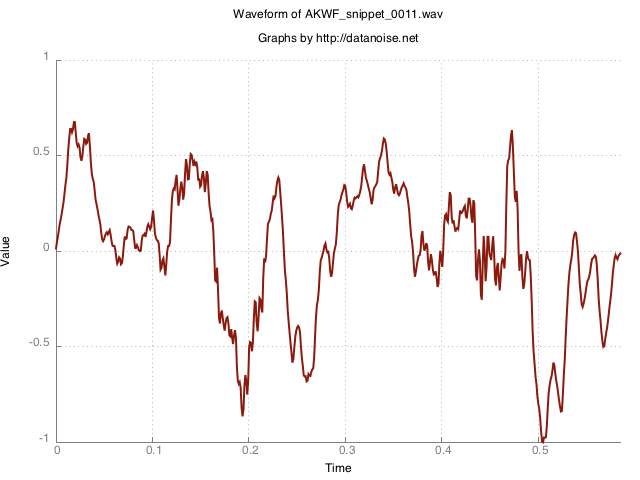 Waveform of AKWF_snippet_0011.wav
Graphs by http://datanoise.net
1
0.5
0
-0.5
-1
Value
0
0.1
0.2
0.3
0.4
0.5
Time